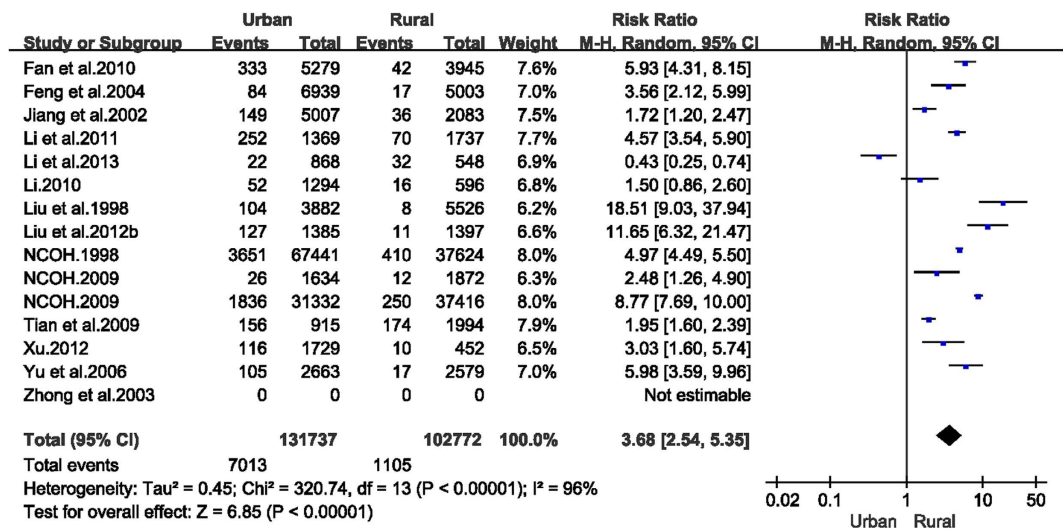 Urban Rural Risk Ratio Risk Ratio
Study or Subgroup Events Total Events Total Weight M-H, Random, 95% CI M-H, Random, 95% CI
Fan et al.2010 333 5279 42 3945 7.6% 5.93 [4.31, 8.15]
Feng et al.2004 84 6939 17 5003 7.0% 3.56 [2.12, 5.99]
Jiang et al.2002 149 5007 36 2083 7.5% 1.72 [1.20, 2.47]
Li et al.2011 252 1369 70 1737 7.7% 4.57 [3.54, 5.90]
Li et al.2013 22 868 32 548 6.9% 0.43 [0.25, 0.74]
Li.2010 52 1294 16 596 6.8% 1.50 [0.86, 2.60]
Liu et al.1998 104 3882 8 5526 6.2% 18.51 [9.03, 37.94]
Liu et al.2012b 127 1385 11 1397 6.6% 11.65 [6.32, 21.47]
NCOH.1998 3651 67441 410 37624 8.0% 4.97 [4.49, 5.50]
NCOH.2009 26 1634 12 1872 6.3% 2.48 [1.26, 4.90]
NCOH.2009 1836 31332 250 37416 8.0% 8.77 [7.69, 10.00]
Tian et al.2009 156 915 174 1994 7.9% 1.95 [1.60, 2.39]
Xu.2012 116 1729 10 452 6.5% 3.03 [1.60, 5.74]
Yu et al.2006 105 2663 17 2579 7.0% 5.98 [3.59, 9.96]
Zhong et al.2003 0 0 0 0 Not estimable
Total (95% CI) 131737 102772 100.0% 3.68 [2.54, 5.35]
Total events 7013 1105
Heterogeneity: Tau² = 0.45; Chi² = 320.74, df = 13 (P < 0.00001); I² = 96%
Test for overall effect: Z = 6.85 (P < 0.00001)
0.02 0.1 1 10 50
Urban Rural